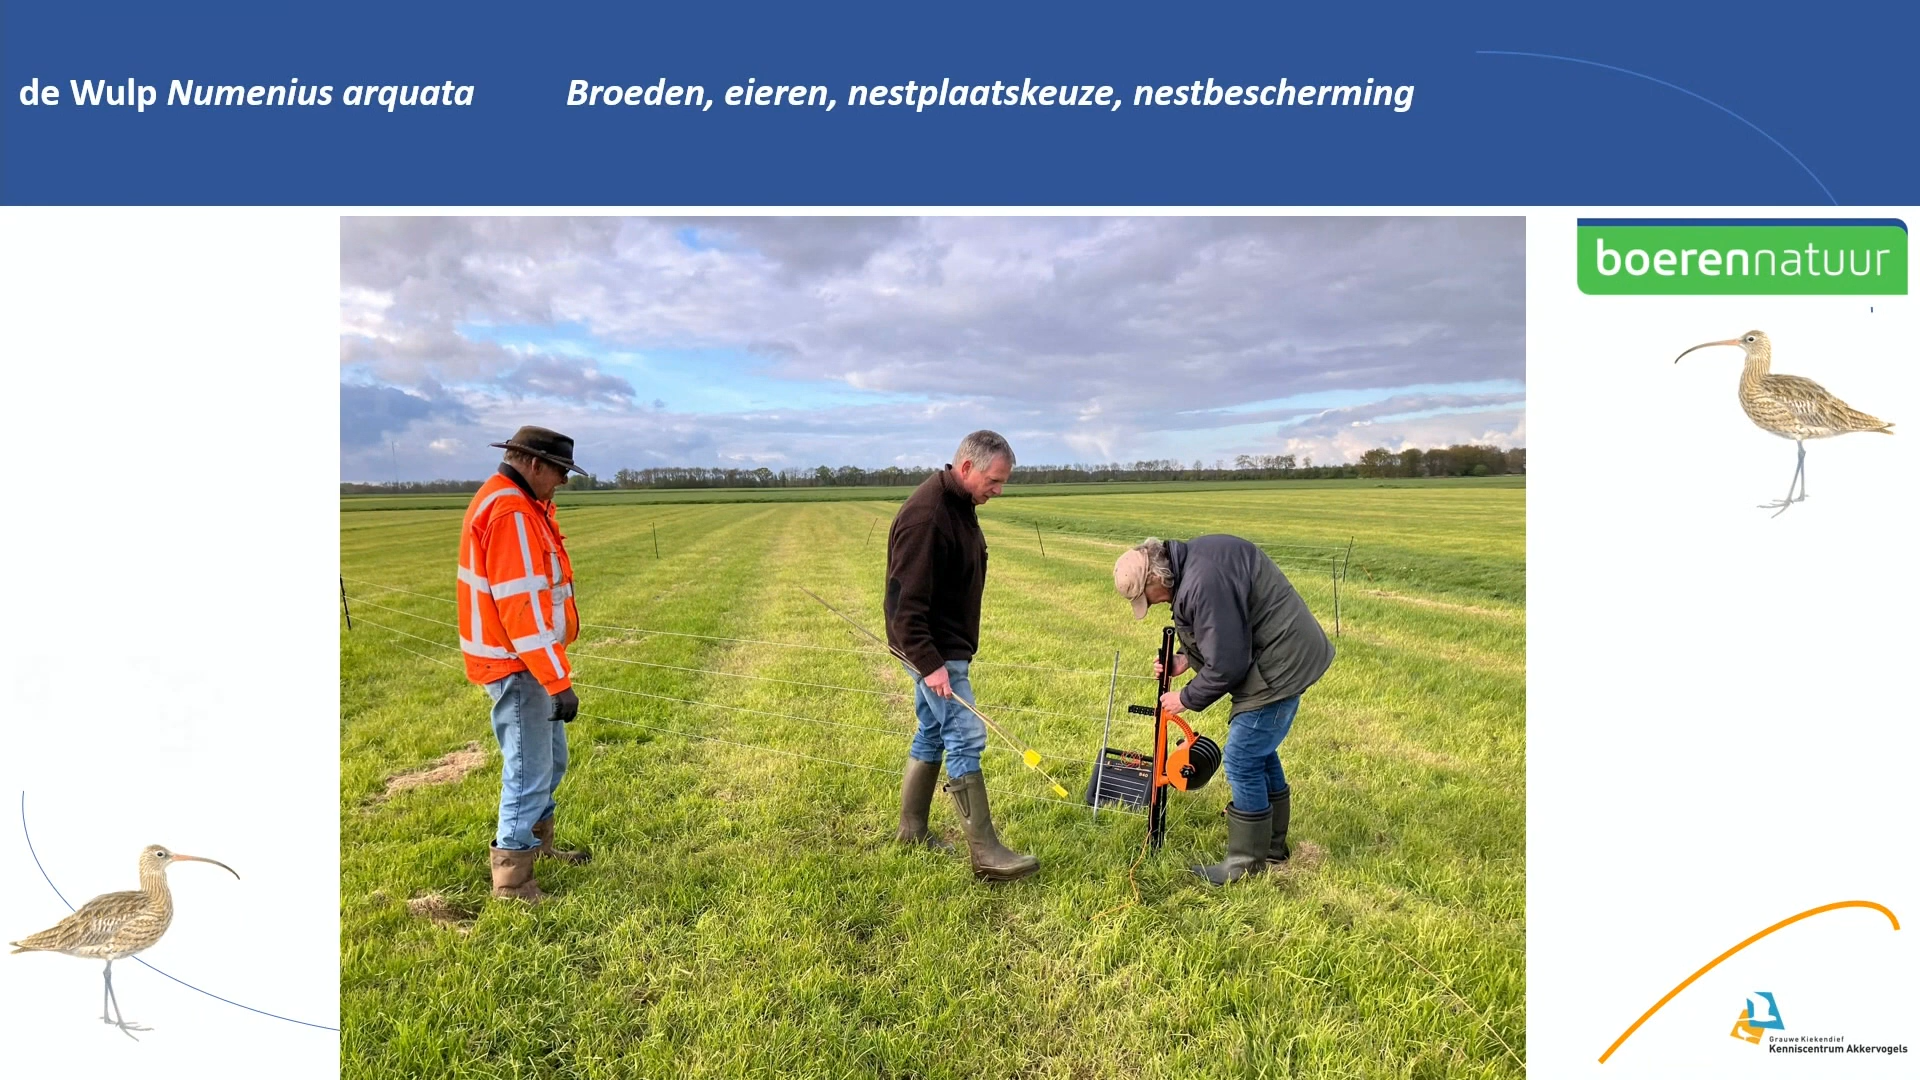 de Wulp Numenius arquata Broeden, eieren, nestplaatskeuze, nestbescherming
boerennatuur
Grauwe Kiekendief
Kenniscentrum Akkervogels